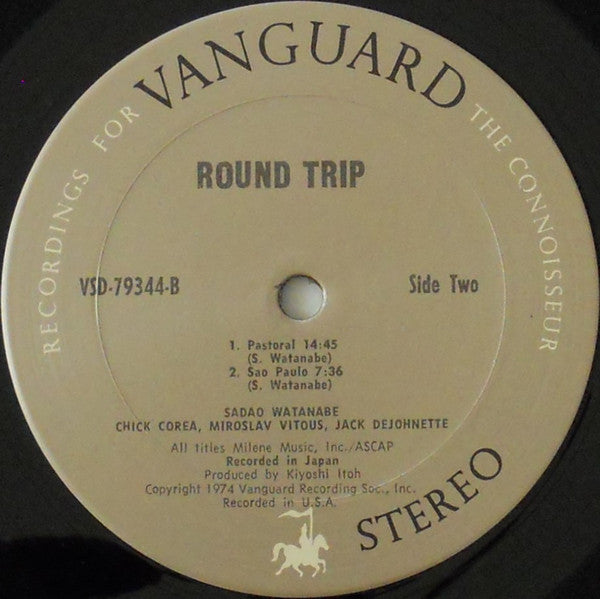 RECORDINGS FOR VANGUARD THE CONNOISSEUR
ROUND TRIP
VSD-79344-B
Side Two
1. Pastoral 14:45
(S. Watanabe)
2. Sao Paulo 7:36
(S. Watanabe)
SADAO WATANABE
CHICK COREA, MIROSLAV VITOUS, JACK DEJOHNETTE
All titles Milene Music, Inc./ASCAP
Recorded in Japan
Produced by Kiyoshi Itoh
Copyright 1974 Vanguard Recording Soc., Inc.
Recorded in U.S.A.
STEREO